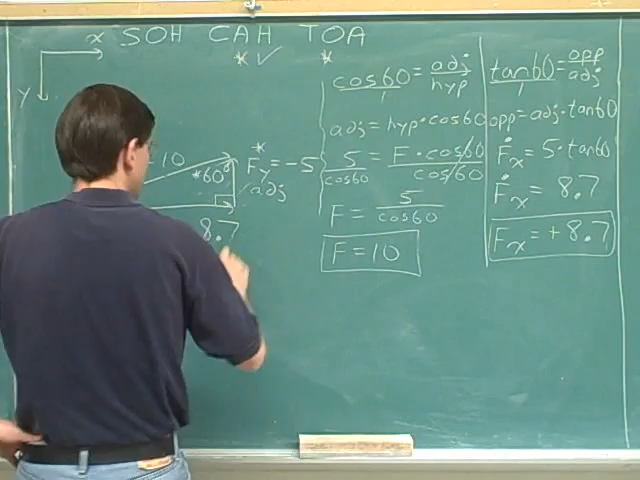 x SOH CAH TOA
* ✓ *
y
10
*60°
*
Fy = -5
adj
8.7
cos60/1 = adj/hyp
adj = hyp•cos60
5/cos60 = F•cos60/cos60
F = 5/cos60
F = 10
tan60/1 = opp/adj
opp = adj•tan60
Fx = 5•tan60
Fx = 8.7
Fx = +8.7